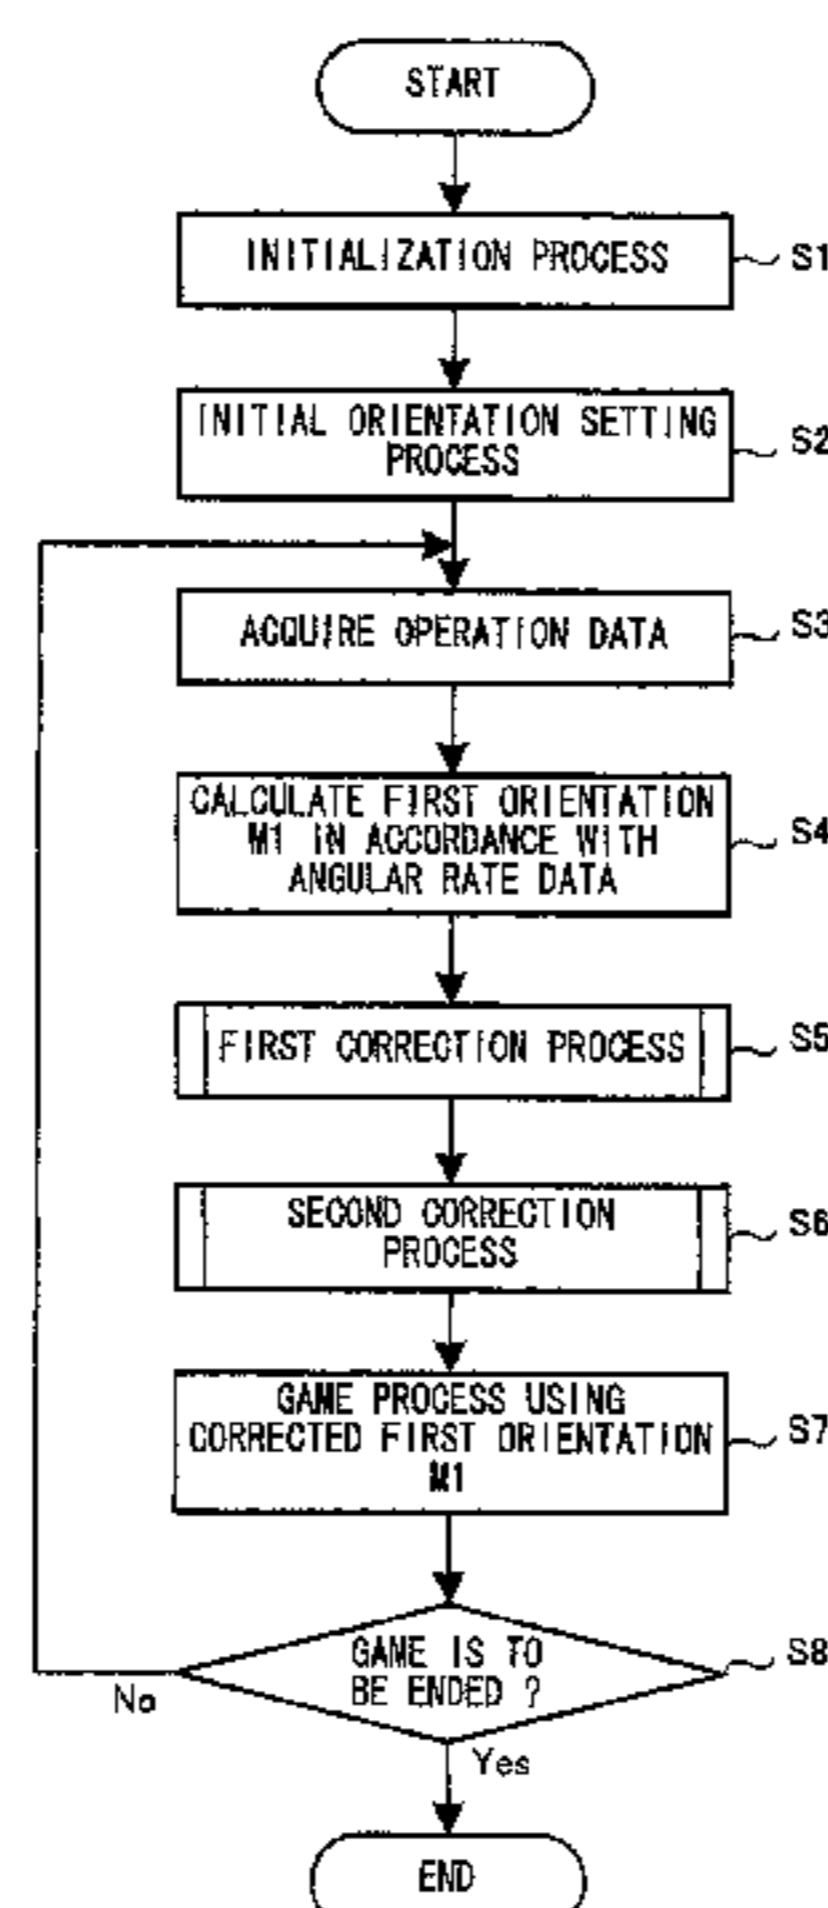 START
INITIALIZATION PROCESS
S1
INITIAL ORIENTATION SETTING
PROCESS
S2
ACQUIRE OPERATION DATA
S3
CALCULATE FIRST ORIENTATION
M1 IN ACCORDANCE WITH
ANGULAR RATE DATA
S4
FIRST CORRECTION PROCESS
S5
SECOND CORRECTION
PROCESS
S6
GAME PROCESS USING
CORRECTED FIRST ORIENTATION
M1
S7
GAME IS TO
BE ENDED ?
S8
No
Yes
END